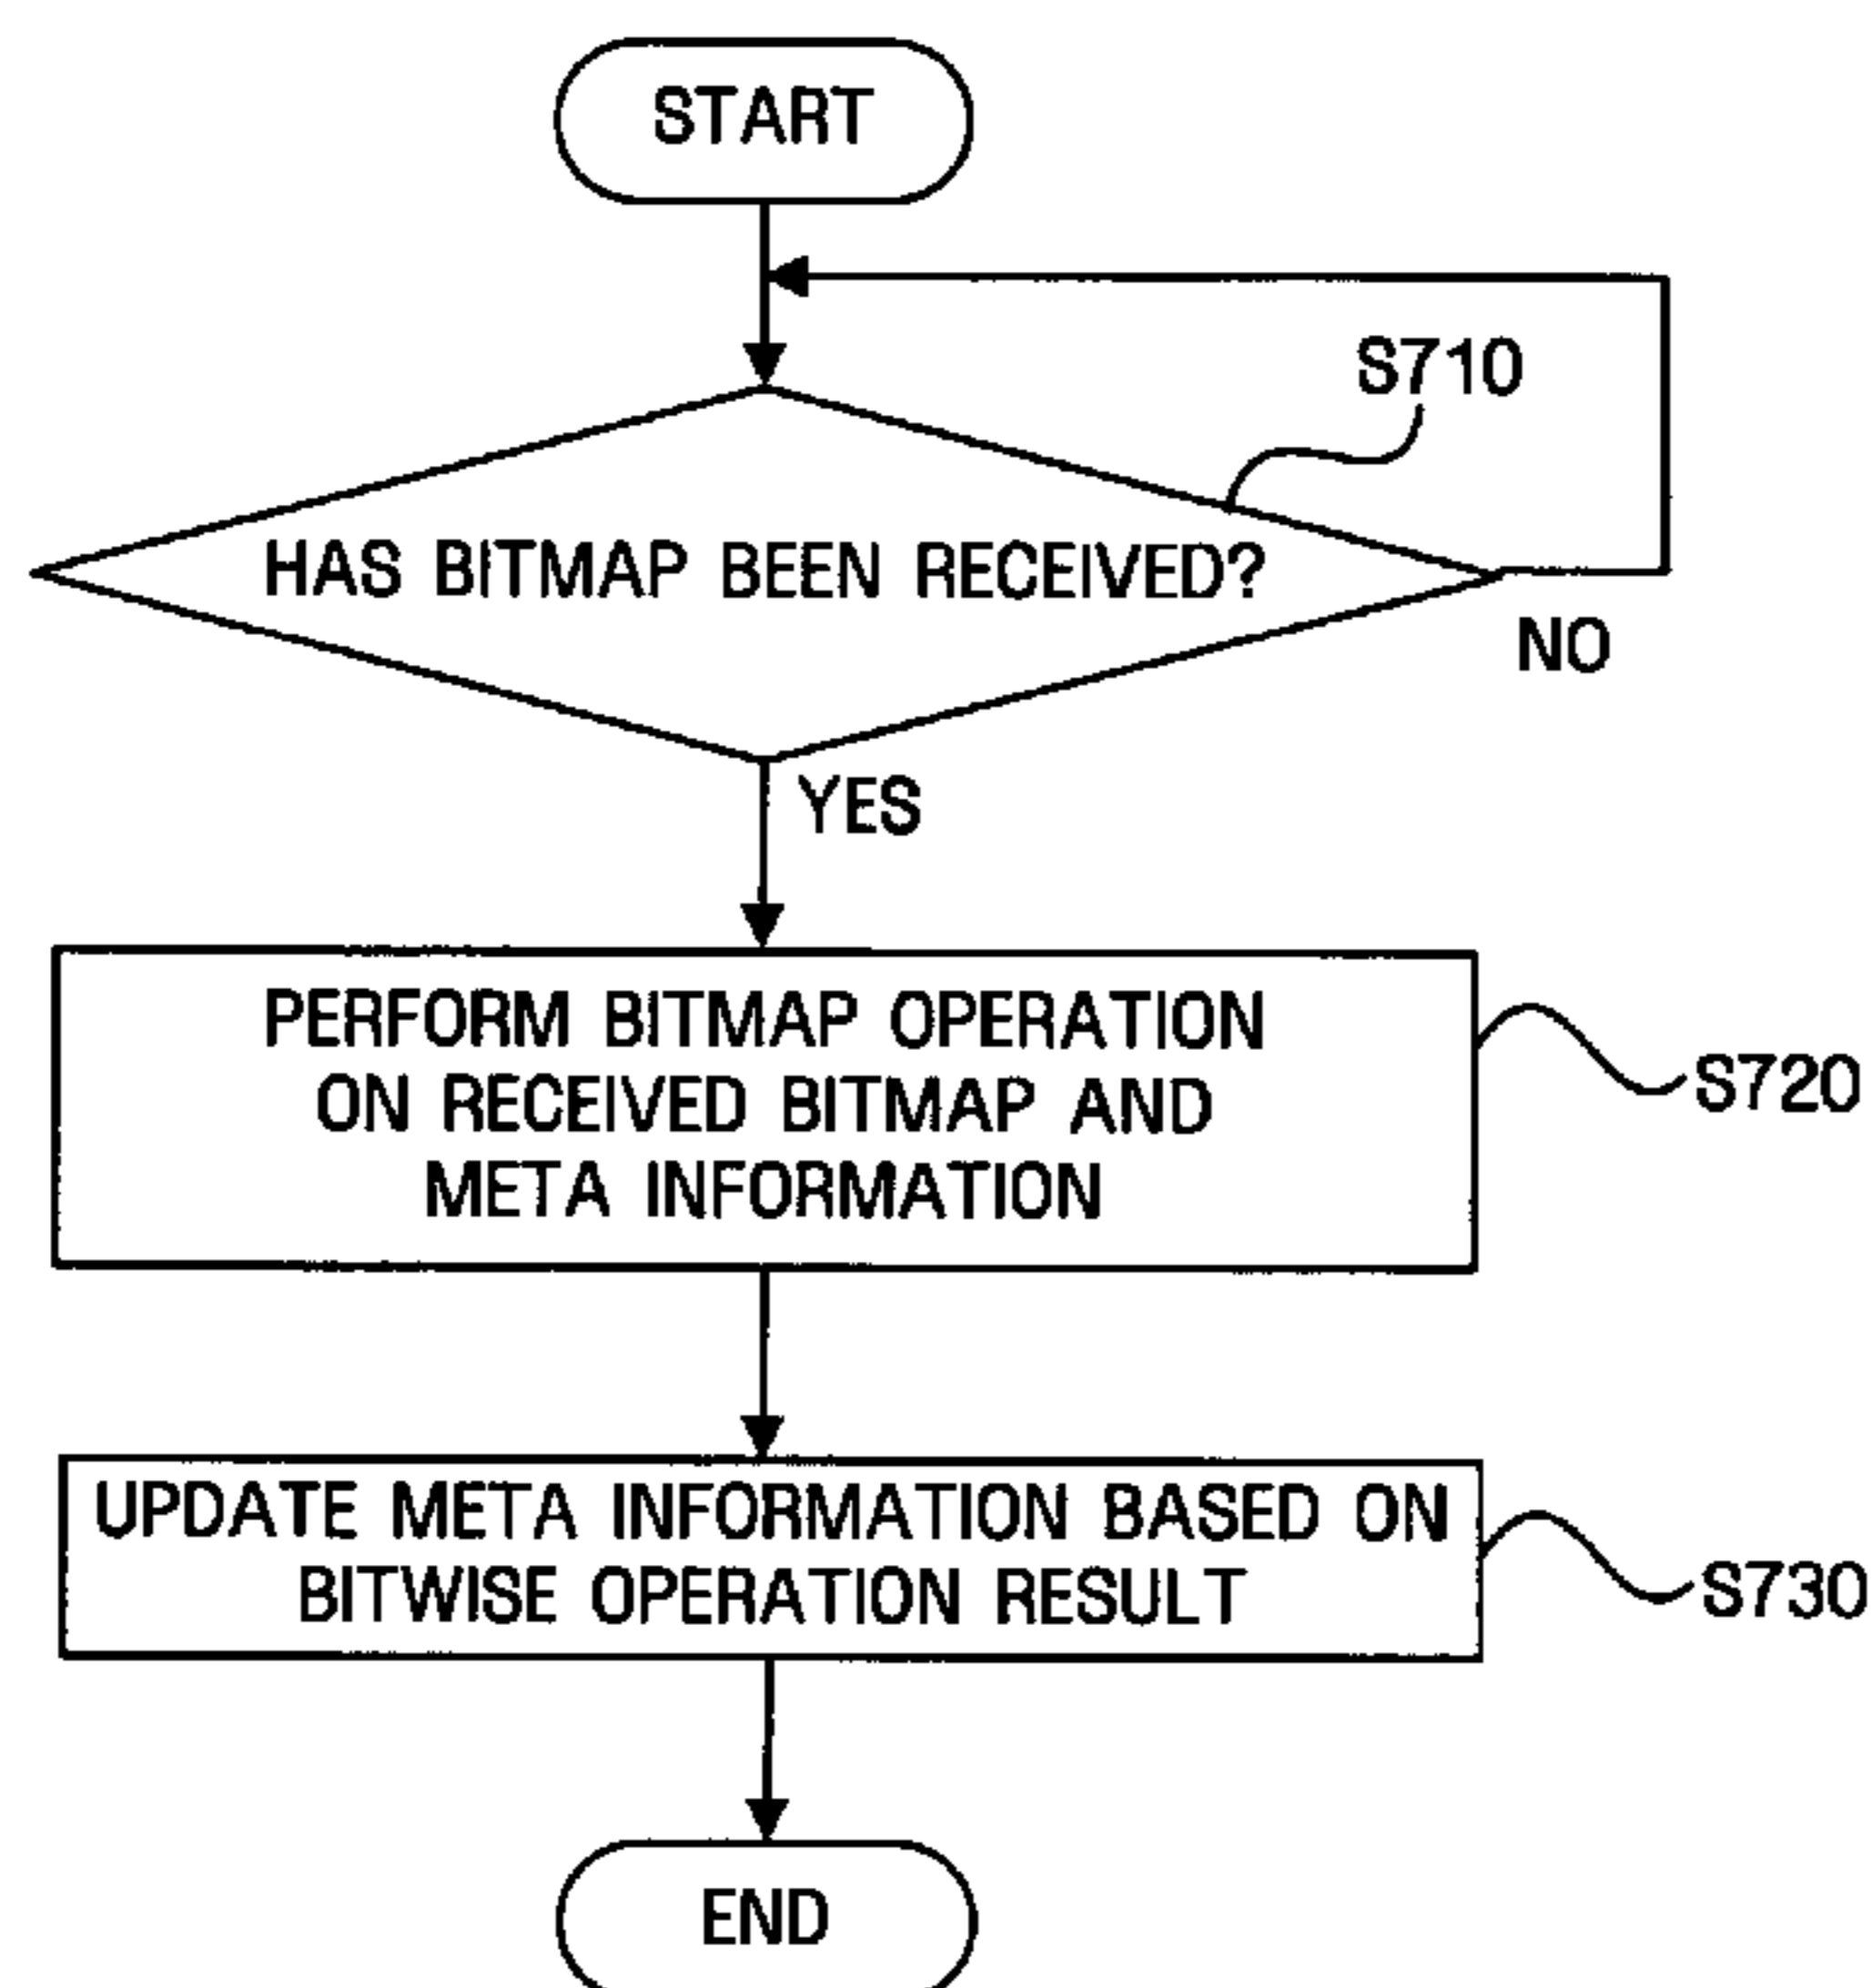 START
S710
HAS BITMAP BEEN RECEIVED?
NO
YES
PERFORM BITMAP OPERATION
ON RECEIVED BITMAP AND
META INFORMATION
S720
UPDATE META INFORMATION BASED ON
BITWISE OPERATION RESULT
S730
END